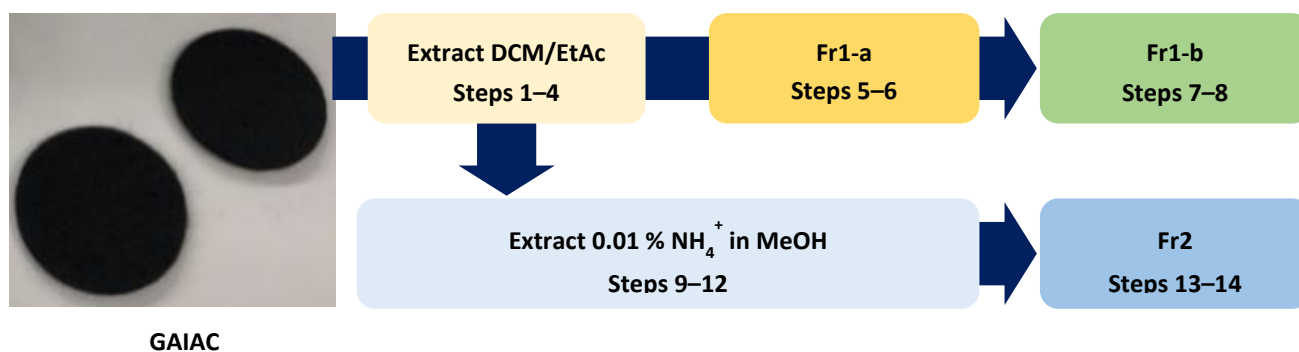 Extract DCM/EtAc
Steps 1–4
Fr1-a
Steps 5–6
Fr1-b
Steps 7–8
Extract 0.01 % NH₄⁺ in MeOH
Steps 9–12
Fr2
Steps 13–14
GAIAC